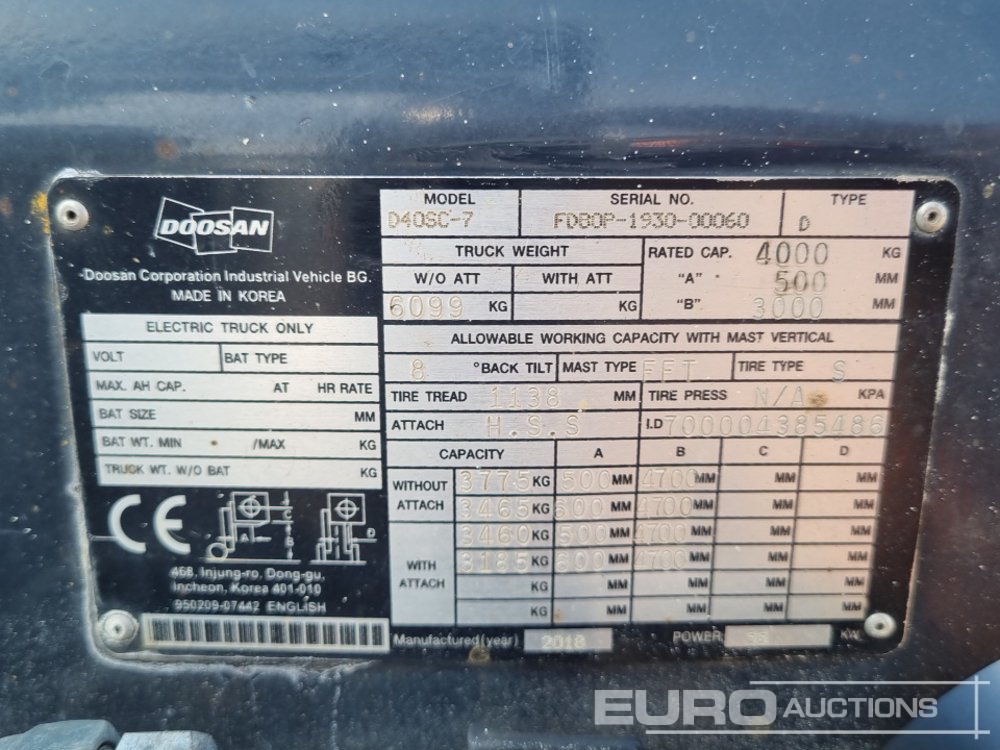 DOOSAN
Doosan Corporation Industrial Vehicle BG.
MADE IN KOREA
ELECTRIC TRUCK ONLY
VOLT BAT TYPE
MAX. AH CAP. AT HR RATE
BAT SIZE MM
BAT WT. MIN /MAX KG
TRUCK WT. W/O BAT KG
CE
A C B D
468, Injung-ro, Dong-gu,
Incheon, Korea 401-010
950209-07442 ENGLISH
MODEL SERIAL NO. TYPE
D40SC-7 FDB0P-1930-00060 D
TRUCK WEIGHT RATED CAP. 4000 KG
W/O ATT WITH ATT "A" 500 MM
6099 KG KG "B" 3000 MM
ALLOWABLE WORKING CAPACITY WITH MAST VERTICAL
8 °BACK TILT MAST TYPE FFT TIRE TYPE S
TIRE TREAD 1138 MM TIRE PRESS N/A KPA
ATTACH H.S.S I.D 700004385486
CAPACITY A B C D
WITHOUT ATTACH 3775 KG 500 MM 4700 MM MM MM
3465 KG 600 MM 4700 MM MM MM
WITH ATTACH 3460 KG 500 MM 4700 MM MM MM
3185 KG 600 MM 4700 MM MM MM
KG MM MM MM MM
KG MM MM MM MM
Manufactured (year) POWER KW
EURO AUCTIONS